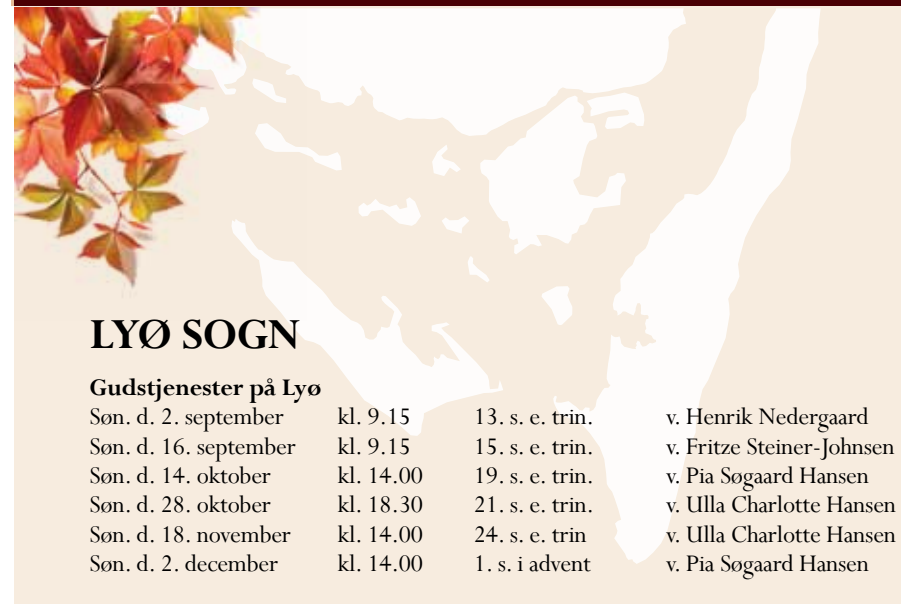 LYØ SOGN
Gudstjenester på Lyø
Søn. d. 2. september kl. 9.15 13. s. e. trin. v. Henrik Nedergaard
Søn. d. 16. september kl. 9.15 15. s. e. trin. v. Fritze Steiner-Johnsen
Søn. d. 14. oktober kl. 14.00 19. s. e. trin. v. Pia Søgaard Hansen
Søn. d. 28. oktober kl. 18.30 21. s. e. trin. v. Ulla Charlotte Hansen
Søn. d. 18. november kl. 14.00 24. s. e. trin v. Ulla Charlotte Hansen
Søn. d. 2. december kl. 14.00 1. s. i advent v. Pia Søgaard Hansen